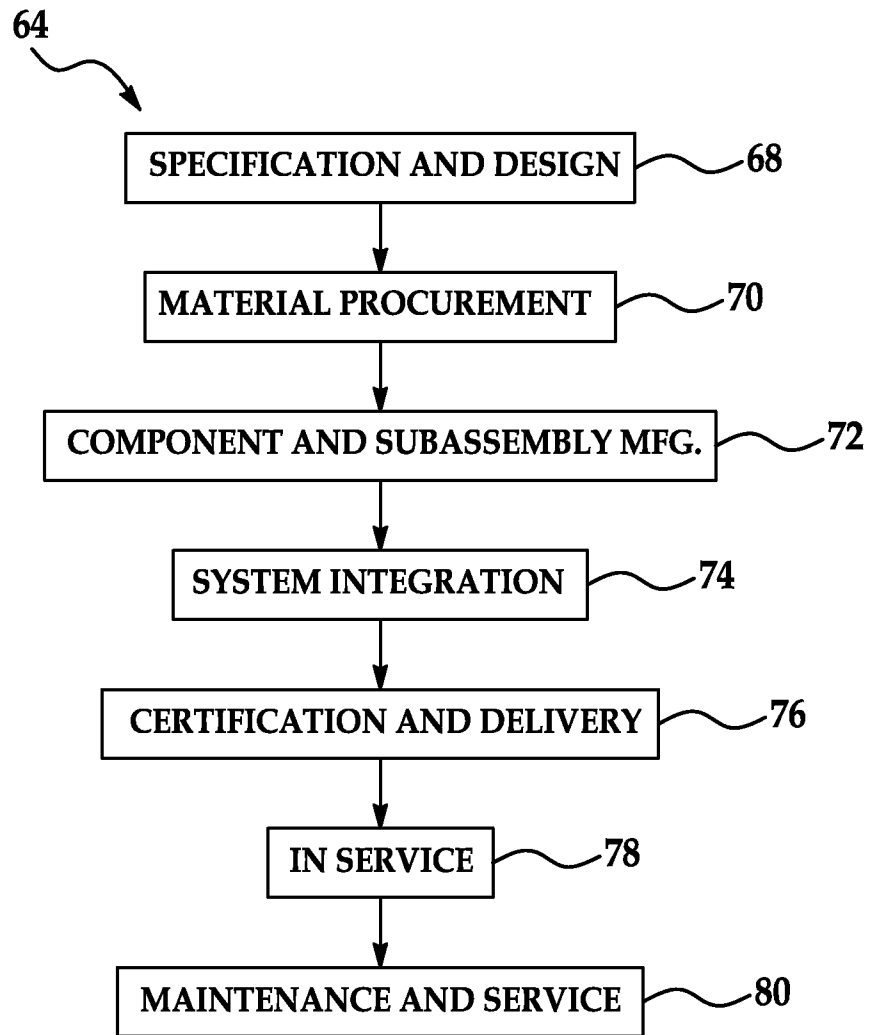 64
SPECIFICATION AND DESIGN 68
MATERIAL PROCUREMENT 70
COMPONENT AND SUBASSEMBLY MFG. 72
SYSTEM INTEGRATION 74
CERTIFICATION AND DELIVERY 76
IN SERVICE 78
MAINTENANCE AND SERVICE 80